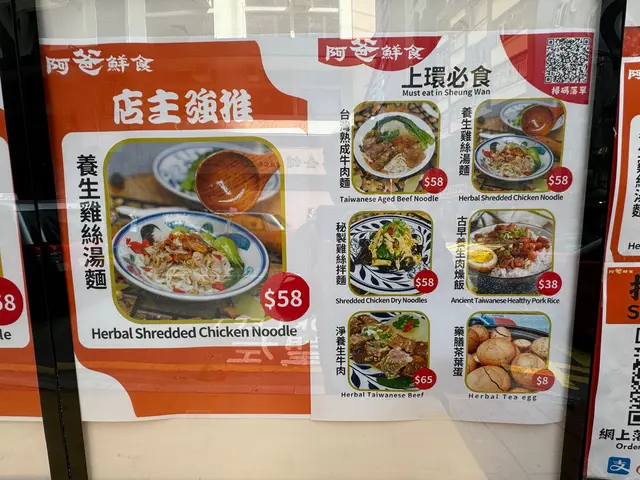 阿爸鮮食
店主強推
養生雞絲湯麵
$58
Herbal Shredded Chicken Noodle
阿爸鮮食
上環必食
Must eat in Sheung Wan
掃碼落單
台灣熟成牛肉麵
$58
Taiwanese Aged Beef Noodle
養生雞絲湯麵
$58
Herbal Shredded Chicken Noodle
秘製雞絲拌麵
$58
Shredded Chicken Dry Noodles
古早養生肉燥飯
$38
Ancient Taiwanese Healthy Pork Rice
淨養生牛肉
$65
Herbal Taiwanese Beef
藥膳茶葉蛋
$8
Herbal Tea egg
網上落
Order